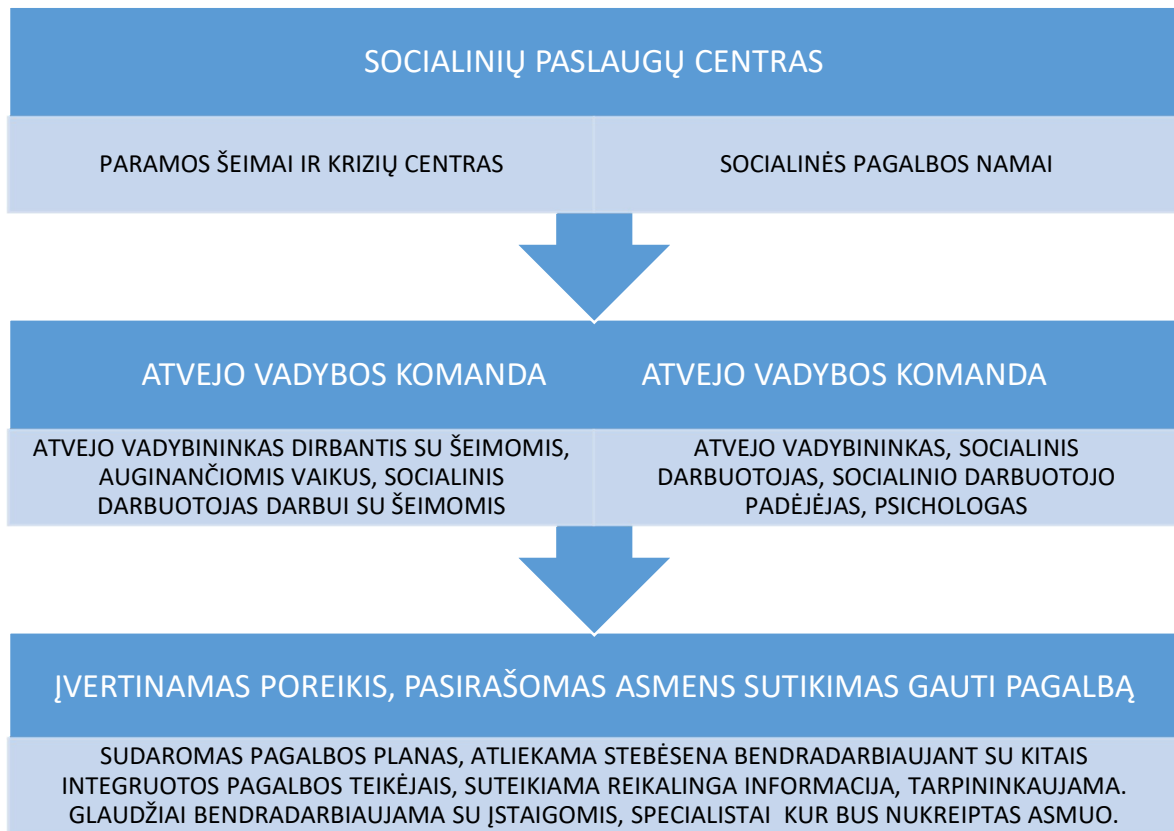 SOCIALINIŲ PASLAUGŲ CENTRAS
PARAMOS ŠEIMAI IR KRIZIŲ CENTRAS
SOCIALINĖS PAGALBOS NAMAI
ATVEJO VADYBOS KOMANDA
ATVEJO VADYBOS KOMANDA
ATVEJO VADYBININKAS DIRBANTIS SU ŠEIMOMIS,
AUGINANČIOMIS VAIKUS, SOCIALINIS
DARBUOTOJAS DARBUI SU ŠEIMOMIS
ATVEJO VADYBININKAS, SOCIALINIS
DARBUOTOJAS, SOCIALINIO DARBUOTOJO
PADĖJĖJAS, PSICHOLOGAS
ĮVERTINAMAS POREIKIS, PASIRAŠOMAS ASMENS SUTIKIMAS GAUTI PAGALBĄ
SUDAROMAS PAGALBOS PLANAS, ATLIEKAMA STEBĖSENA BENDRADARBIAUJANT SU KITAIS
INTEGRUOTOS PAGALBOS TEIKĖJAIS, SUTEIKIAMA REIKALINGA INFORMACIJA, TARPININKAUJAMA.
GLAUDŽIAI BENDRADARBIAUJAMA SU ĮSTAIGOMIS, SPECIALISTAI KUR BUS NUKREIPTAS ASMUO.